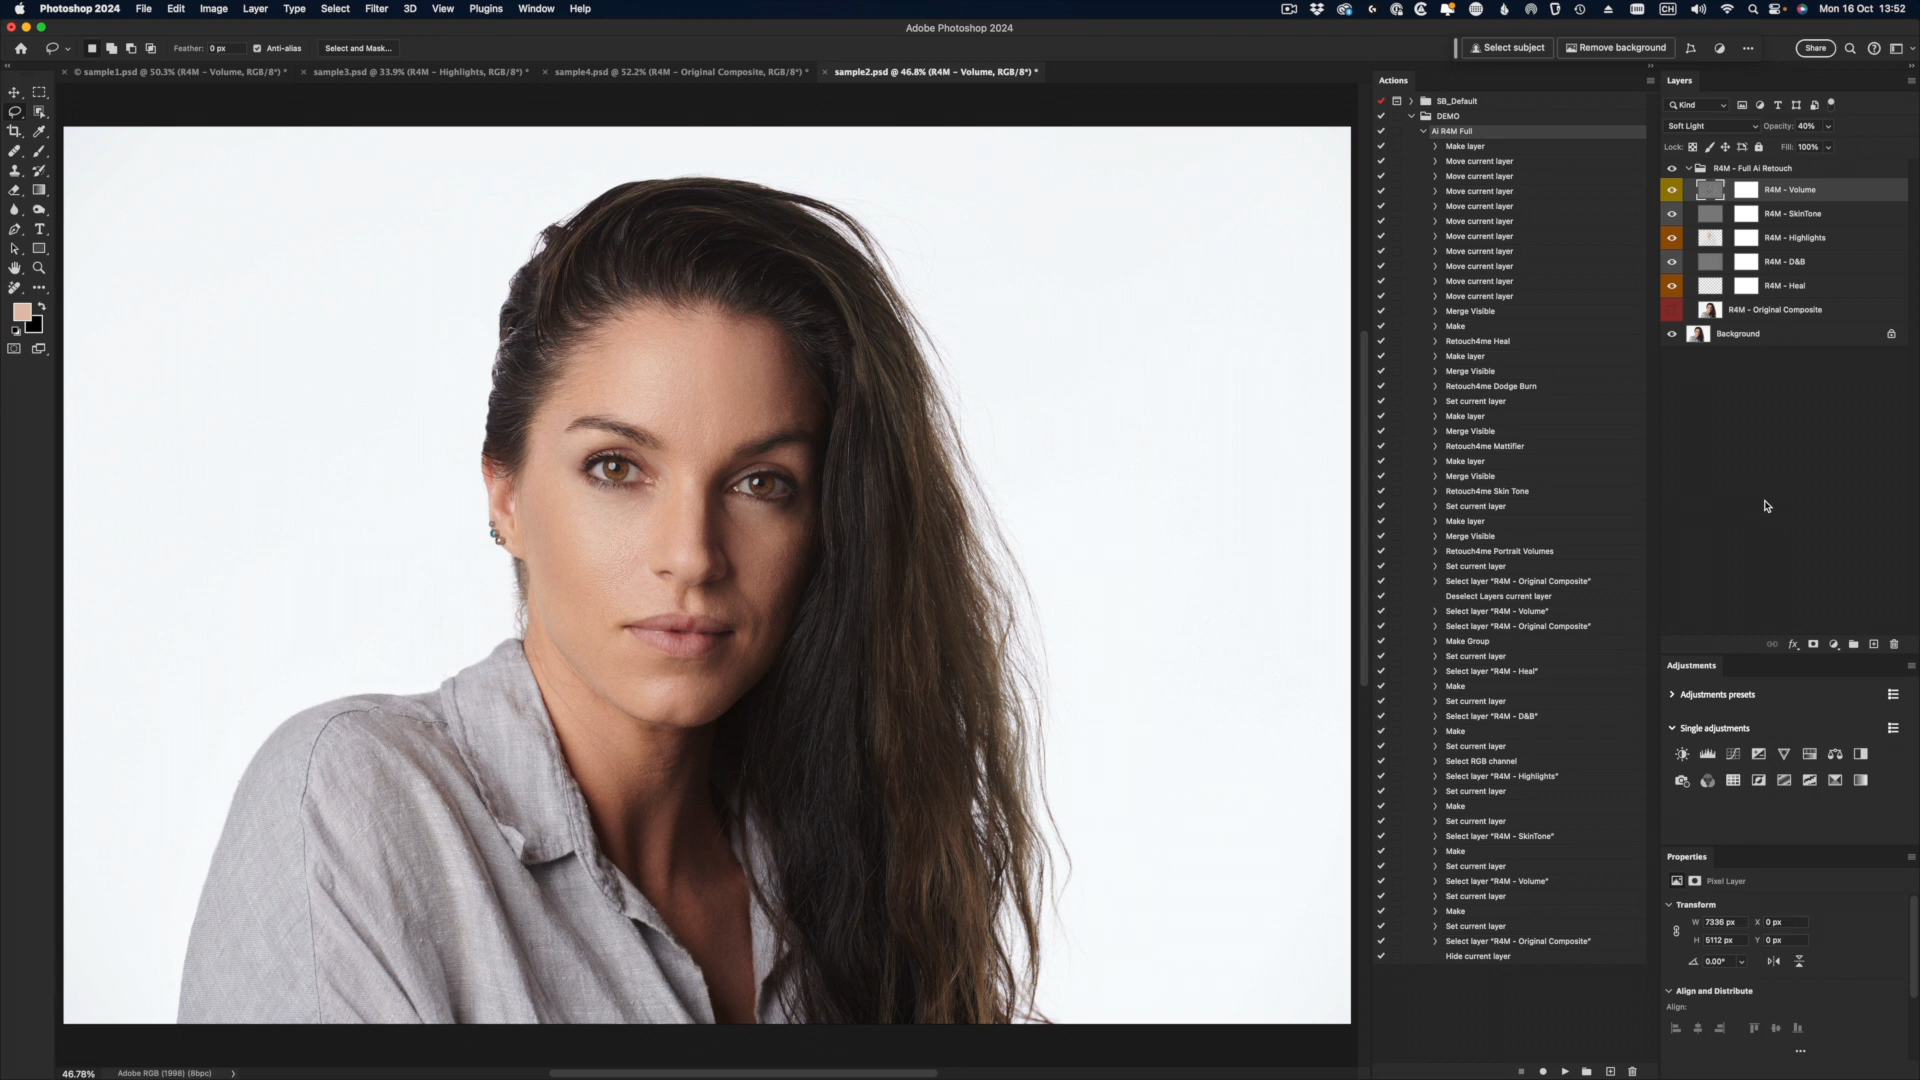 Photoshop 2024 File Edit Image Layer Type Select Filter 3D View Plugins Window Help CH Mon 16 Oct 13:52
Adobe Photoshop 2024
Feather: 0 px Anti-alias Select and Mask... Select subject Remove background Share
© sample1.psd @ 50.3% (R4M – Volume, RGB/8*) * sample3.psd @ 33.9% (R4M – Highlights, RGB/8*) * sample4.psd @ 52.2% (R4M – Original Composite, RGB/8*) * sample2.psd @ 46.8% (R4M – Volume, RGB/8*) *
Actions
SB_Default
DEMO
Ai R4M Full
Make layer
Move current layer
Move current layer
Move current layer
Move current layer
Move current layer
Move current layer
Move current layer
Move current layer
Move current layer
Move current layer
Merge Visible
Make
Retouch4me Heal
Make layer
Merge Visible
Retouch4me Dodge Burn
Set current layer
Make layer
Merge Visible
Retouch4me Mattifier
Make layer
Merge Visible
Retouch4me Skin Tone
Set current layer
Make layer
Merge Visible
Retouch4me Portrait Volumes
Set current layer
Select layer “R4M - Original Composite”
Deselect Layers current layer
Select layer “R4M - Volume”
Select layer “R4M - Original Composite”
Make Group
Set current layer
Select layer “R4M - Heal”
Make
Set current layer
Select layer “R4M - D&B”
Make
Set current layer
Select RGB channel
Select layer “R4M - Highlights”
Set current layer
Make
Set current layer
Select layer “R4M - SkinTone”
Make
Set current layer
Select layer “R4M - Volume”
Set current layer
Make
Set current layer
Select layer “R4M - Original Composite”
Hide current layer
Layers
Kind
Soft Light Opacity: 40%
Lock: Fill: 100%
R4M - Full Ai Retouch
R4M - Volume
R4M - SkinTone
R4M - Highlights
R4M - D&B
R4M - Heal
R4M - Original Composite
Background
fx
Adjustments
Adjustments presets
Single adjustments
Properties
Pixel Layer
Transform
W 7336 px X 0 px
H 5112 px Y 0 px
0.00°
Align and Distribute
Align:
46.78% Adobe RGB (1998) (8bpc)